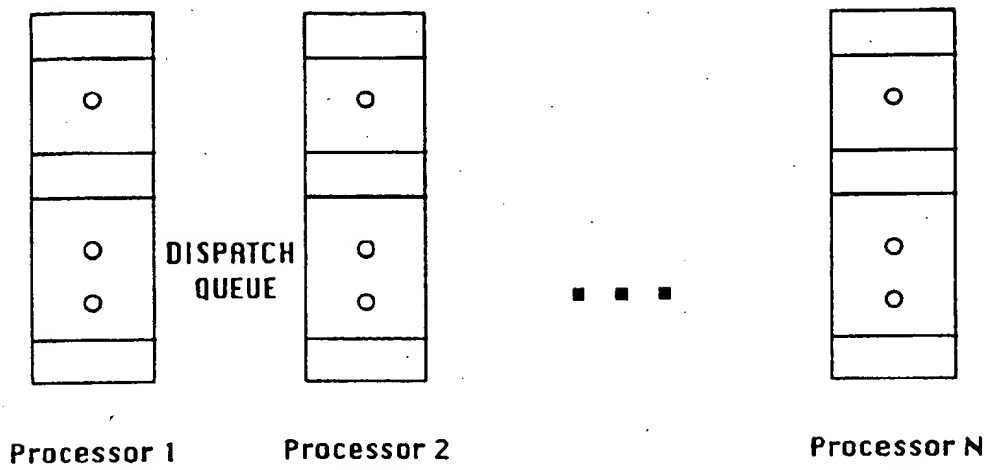 DISPATCH
QUEUE
Processor 1
Processor 2
Processor N